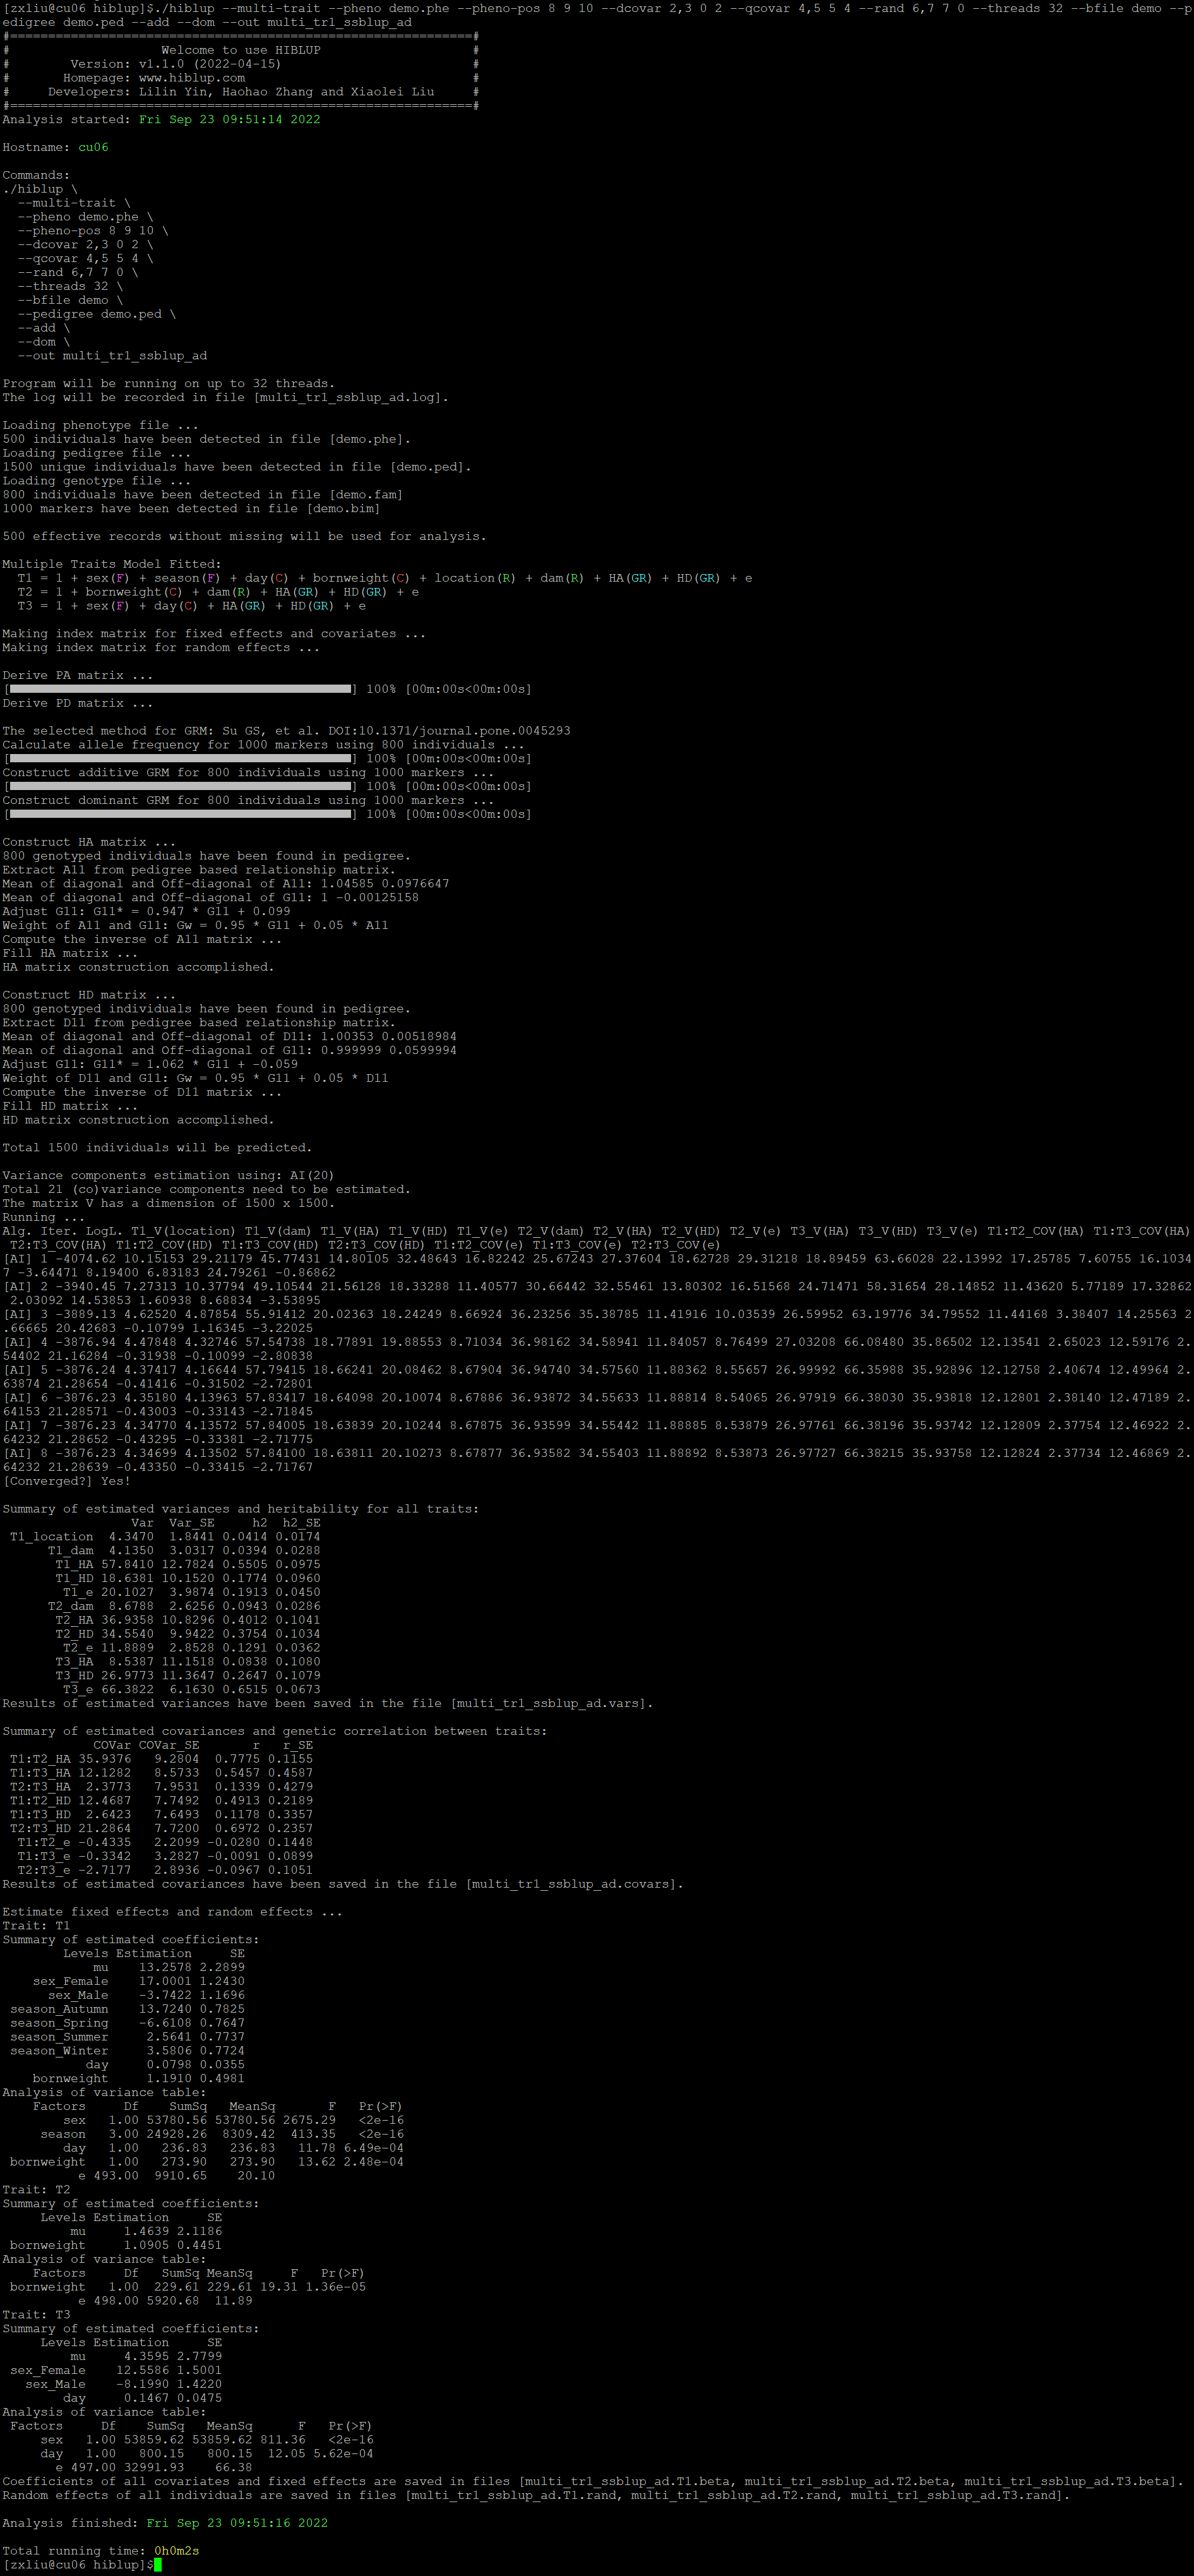 [zxliu@cu06 hiblup]$./hiblup --multi-trait --pheno demo.phe --pheno-pos 8 9 10 --dcovar 2,3 0 2 --qcovar 4,5 5 4 --rand 6,7 7 0 --threads 32 --bfile demo --p
edigree demo.ped --add --dom --out multi_tr1_ssblup_ad
#=============================================================#
# Welcome to use HIBLUP #
# Version: v1.1.0 (2022-04-15) #
# Homepage: www.hiblup.com #
# Developers: Lilin Yin, Haohao Zhang and Xiaolei Liu #
#=============================================================#
Analysis started: Fri Sep 23 09:51:14 2022
Hostname: cu06
Commands:
./hiblup \
--multi-trait \
--pheno demo.phe \
--pheno-pos 8 9 10 \
--dcovar 2,3 0 2 \
--qcovar 4,5 5 4 \
--rand 6,7 7 0 \
--threads 32 \
--bfile demo \
--pedigree demo.ped \
--add \
--dom \
--out multi_tr1_ssblup_ad
Program will be running on up to 32 threads.
The log will be recorded in file [multi_tr1_ssblup_ad.log].
Loading phenotype file ...
500 individuals have been detected in file [demo.phe].
Loading pedigree file ...
1500 unique individuals have been detected in file [demo.ped].
Loading genotype file ...
800 individuals have been detected in file [demo.fam]
1000 markers have been detected in file [demo.bim]
500 effective records without missing will be used for analysis.
Multiple Traits Model Fitted:
T1 = 1 + sex(F) + season(F) + day(C) + bornweight(C) + location(R) + dam(R) + HA(GR) + HD(GR) + e
T2 = 1 + bornweight(C) + dam(R) + HA(GR) + HD(GR) + e
T3 = 1 + sex(F) + day(C) + HA(GR) + HD(GR) + e
Making index matrix for fixed effects and covariates ...
Making index matrix for random effects ...
Derive PA matrix ...
[] 100% [00m:00s<00m:00s]
Derive PD matrix ...
The selected method for GRM: Su GS, et al. DOI:10.1371/journal.pone.0045293
Calculate allele frequency for 1000 markers using 800 individuals ...
[] 100% [00m:00s<00m:00s]
Construct additive GRM for 800 individuals using 1000 markers ...
[] 100% [00m:00s<00m:00s]
Construct dominant GRM for 800 individuals using 1000 markers ...
[] 100% [00m:00s<00m:00s]
Construct HA matrix ...
800 genotyped individuals have been found in pedigree.
Extract A11 from pedigree based relationship matrix.
Mean of diagonal and Off-diagonal of A11: 1.04585 0.0976647
Mean of diagonal and Off-diagonal of G11: 1 -0.00125158
Adjust G11: G11* = 0.947 * G11 + 0.099
Weight of A11 and G11: Gw = 0.95 * G11 + 0.05 * A11
Compute the inverse of A11 matrix ...
Fill HA matrix ...
HA matrix construction accomplished.
Construct HD matrix ...
800 genotyped individuals have been found in pedigree.
Extract D11 from pedigree based relationship matrix.
Mean of diagonal and Off-diagonal of D11: 1.00353 0.00518984
Mean of diagonal and Off-diagonal of G11: 0.999999 0.0599994
Adjust G11: G11* = 1.062 * G11 + -0.059
Weight of D11 and G11: Gw = 0.95 * G11 + 0.05 * D11
Compute the inverse of D11 matrix ...
Fill HD matrix ...
HD matrix construction accomplished.
Total 1500 individuals will be predicted.
Variance components estimation using: AI(20)
Total 21 (co)variance components need to be estimated.
The matrix V has a dimension of 1500 x 1500.
Running ...
Alg. Iter. LogL. T1_V(location) T1_V(dam) T1_V(HA) T1_V(HD) T1_V(e) T2_V(dam) T2_V(HA) T2_V(HD) T2_V(e) T3_V(HA) T3_V(HD) T3_V(e) T1:T2_COV(HA) T1:T3_COV(HA)
T2:T3_COV(HA) T1:T2_COV(HD) T1:T3_COV(HD) T2:T3_COV(HD) T1:T2_COV(e) T1:T3_COV(e) T2:T3_COV(e)
[AI] 1 -4074.62 10.15153 29.21179 45.77431 14.80105 32.48643 16.82242 25.67243 27.37604 18.62728 29.31218 18.89459 63.66028 22.13992 17.25785 7.60755 16.1034
7 -3.64471 8.19400 6.83183 24.79261 -0.86862
[AI] 2 -3940.45 7.27313 10.37794 49.10544 21.56128 18.33288 11.40577 30.66442 32.55461 13.80302 16.51568 24.71471 58.31654 28.14852 11.43620 5.77189 17.32862
2.03092 14.53853 1.60938 8.68834 -3.53895
[AI] 3 -3889.13 4.62520 4.87854 55.91412 20.02363 18.24249 8.66924 36.23256 35.38785 11.41916 10.03539 26.59952 63.19776 34.79552 11.44168 3.38407 14.25563 2
.66665 20.42683 -0.10799 1.16345 -3.22025
[AI] 4 -3876.94 4.47848 4.32746 57.54738 18.77891 19.88553 8.71034 36.98162 34.58941 11.84057 8.76499 27.03208 66.08480 35.86502 12.13541 2.65023 12.59176 2.
54402 21.16284 -0.31938 -0.10099 -2.80838
[AI] 5 -3876.24 4.37417 4.16644 57.79415 18.66241 20.08462 8.67904 36.94740 34.57560 11.88362 8.55657 26.99992 66.35988 35.92896 12.12758 2.40674 12.49964 2.
63874 21.28654 -0.41416 -0.31502 -2.72801
[AI] 6 -3876.23 4.35180 4.13963 57.83417 18.64098 20.10074 8.67886 36.93872 34.55633 11.88814 8.54065 26.97919 66.38030 35.93818 12.12801 2.38140 12.47189 2.
64153 21.28571 -0.43003 -0.33143 -2.71845
[AI] 7 -3876.23 4.34770 4.13572 57.84005 18.63839 20.10244 8.67875 36.93599 34.55442 11.88885 8.53879 26.97761 66.38196 35.93742 12.12809 2.37754 12.46922 2.
64232 21.28652 -0.43295 -0.33381 -2.71775
[AI] 8 -3876.23 4.34699 4.13502 57.84100 18.63811 20.10273 8.67877 36.93582 34.55403 11.88892 8.53873 26.97727 66.38215 35.93758 12.12824 2.37734 12.46869 2.
64232 21.28639 -0.43350 -0.33415 -2.71767
[Converged?] Yes!
Summary of estimated variances and heritability for all traits:
Var Var_SE h2 h2_SE
T1_location 4.3470 1.8441 0.0414 0.0174
T1_dam 4.1350 3.0317 0.0394 0.0288
T1_HA 57.8410 12.7824 0.5505 0.0975
T1_HD 18.6381 10.1520 0.1774 0.0960
T1_e 20.1027 3.9874 0.1913 0.0450
T2_dam 8.6788 2.6256 0.0943 0.0286
T2_HA 36.9358 10.8296 0.4012 0.1041
T2_HD 34.5540 9.9422 0.3754 0.1034
T2_e 11.8889 2.8528 0.1291 0.0362
T3_HA 8.5387 11.1518 0.0838 0.1080
T3_HD 26.9773 11.3647 0.2647 0.1079
T3_e 66.3822 6.1630 0.6515 0.0673
Results of estimated variances have been saved in the file [multi_tr1_ssblup_ad.vars].
Summary of estimated covariances and genetic correlation between traits:
COVar COVar_SE r r_SE
T1:T2_HA 35.9376 9.2804 0.7775 0.1155
T1:T3_HA 12.1282 8.5733 0.5457 0.4587
T2:T3_HA 2.3773 7.9531 0.1339 0.4279
T1:T2_HD 12.4687 7.7492 0.4913 0.2189
T1:T3_HD 2.6423 7.6493 0.1178 0.3357
T2:T3_HD 21.2864 7.7200 0.6972 0.2357
T1:T2_e -0.4335 2.2099 -0.0280 0.1448
T1:T3_e -0.3342 3.2827 -0.0091 0.0899
T2:T3_e -2.7177 2.8936 -0.0967 0.1051
Results of estimated covariances have been saved in the file [multi_tr1_ssblup_ad.covars].
Estimate fixed effects and random effects ...
Trait: T1
Summary of estimated coefficients:
Levels Estimation SE
mu 13.2578 2.2899
sex_Female 17.0001 1.2430
sex_Male -3.7422 1.1696
season_Autumn 13.7240 0.7825
season_Spring -6.6108 0.7647
season_Summer 2.5641 0.7737
season_Winter 3.5806 0.7724
day 0.0798 0.0355
bornweight 1.1910 0.4981
Analysis of variance table:
Factors Df SumSq MeanSq F Pr(>F)
sex 1.00 53780.56 53780.56 2675.29 <2e-16
season 3.00 24928.26 8309.42 413.35 <2e-16
day 1.00 236.83 236.83 11.78 6.49e-04
bornweight 1.00 273.90 273.90 13.62 2.48e-04
e 493.00 9910.65 20.10
Trait: T2
Summary of estimated coefficients:
Levels Estimation SE
mu 1.4639 2.1186
bornweight 1.0905 0.4451
Analysis of variance table:
Factors Df SumSq MeanSq F Pr(>F)
bornweight 1.00 229.61 229.61 19.31 1.36e-05
e 498.00 5920.68 11.89
Trait: T3
Summary of estimated coefficients:
Levels Estimation SE
mu 4.3595 2.7799
sex_Female 12.5586 1.5001
sex_Male -8.1990 1.4220
day 0.1467 0.0475
Analysis of variance table:
Factors Df SumSq MeanSq F Pr(>F)
sex 1.00 53859.62 53859.62 811.36 <2e-16
day 1.00 800.15 800.15 12.05 5.62e-04
e 497.00 32991.93 66.38
Coefficients of all covariates and fixed effects are saved in files [multi_tr1_ssblup_ad.T1.beta, multi_tr1_ssblup_ad.T2.beta, multi_tr1_ssblup_ad.T3.beta].
Random effects of all individuals are saved in files [multi_tr1_ssblup_ad.T1.rand, multi_tr1_ssblup_ad.T2.rand, multi_tr1_ssblup_ad.T3.rand].
Analysis finished: Fri Sep 23 09:51:16 2022
Total running time: 0h0m2s
[zxliu@cu06 hiblup]$